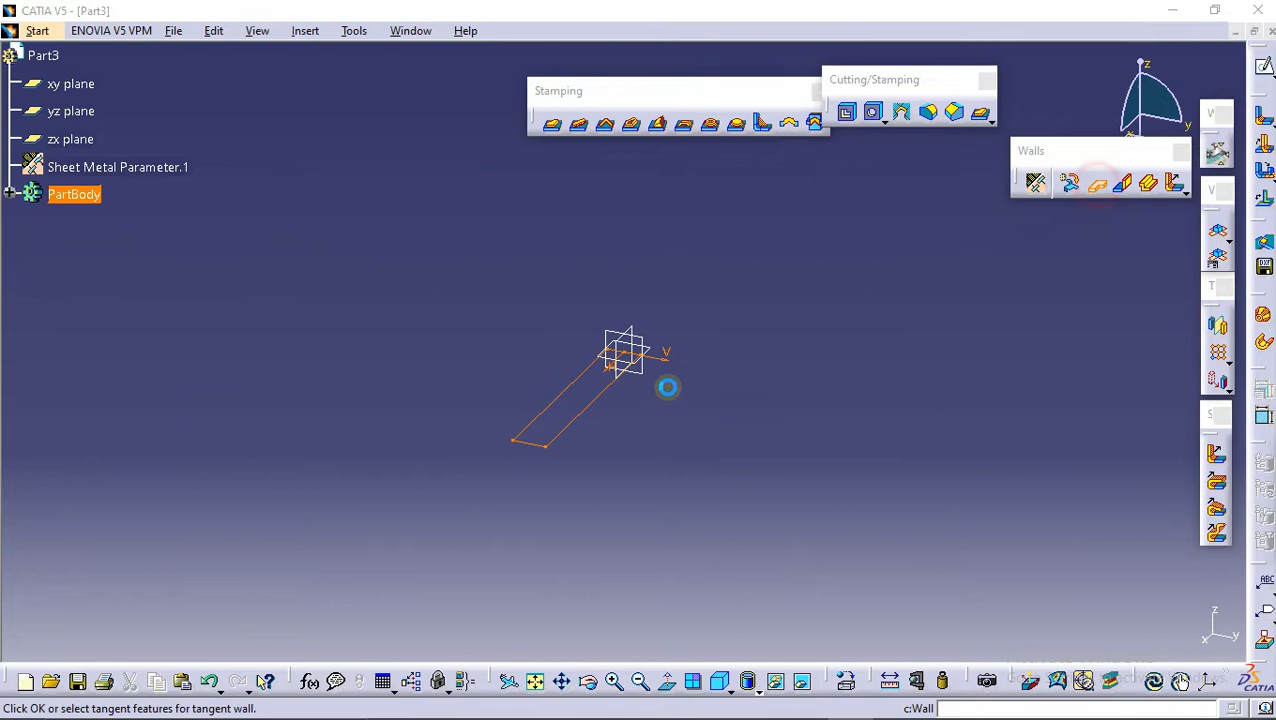 CATIA V5 - [Part3]
Start ENOVIA V5 VPM File Edit View Insert Tools Window Help
Part3
xy plane
yz plane
zx plane
Sheet Metal Parameter.1
PartBody
Stamping
Cutting/Stamping
Walls
W
V
T
S
z
y
V
z
x
y
ABC
DXF
f(x)
Click OK or select tangent features for tangent wall.
c:Wall